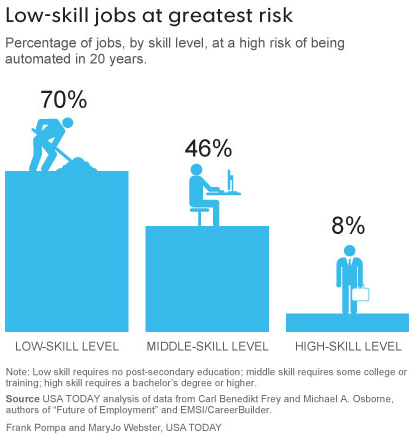 Low-skill jobs at greatest risk
Percentage of jobs, by skill level, at a high risk of being
automated in 20 years.
70%
46%
8%
LOW-SKILL LEVEL
MIDDLE-SKILL LEVEL
HIGH-SKILL LEVEL
Note: Low skill requires no post-secondary education; middle skill requires some college or
training; high skill requires a bachelor's degree or higher.
Source USA TODAY analysis of data from Carl Benedikt Frey and Michael A. Osborne,
authors of “Future of Employment” and EMSI/CareerBuilder.
Frank Pompa and MaryJo Webster, USA TODAY